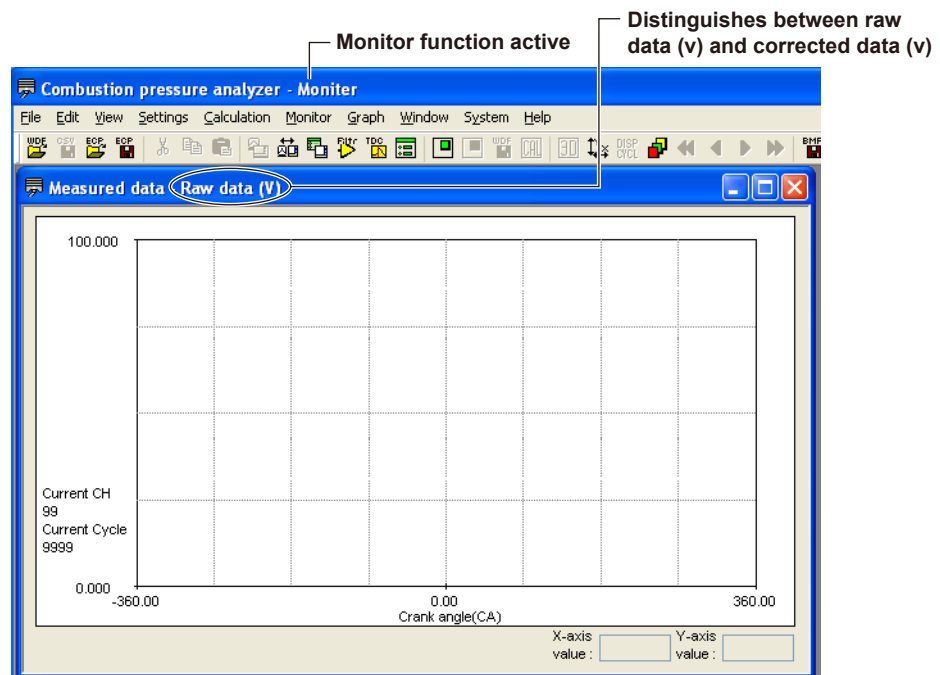 Distinguishes between raw
data (v) and corrected data (v)
Monitor function active
Combustion pressure analyzer - Moniter
File Edit View Settings Calculation Monitor Graph Window System Help
WDF CSV ECP ECP Filtr TDC WDF CAL 3D DISP CYCL BMP
Measured data Raw data (V)
100.000
Current CH
99
Current Cycle
9999
0.000
-360.00 0.00 360.00
Crank angle(CA)
X-axis value : Y-axis value :